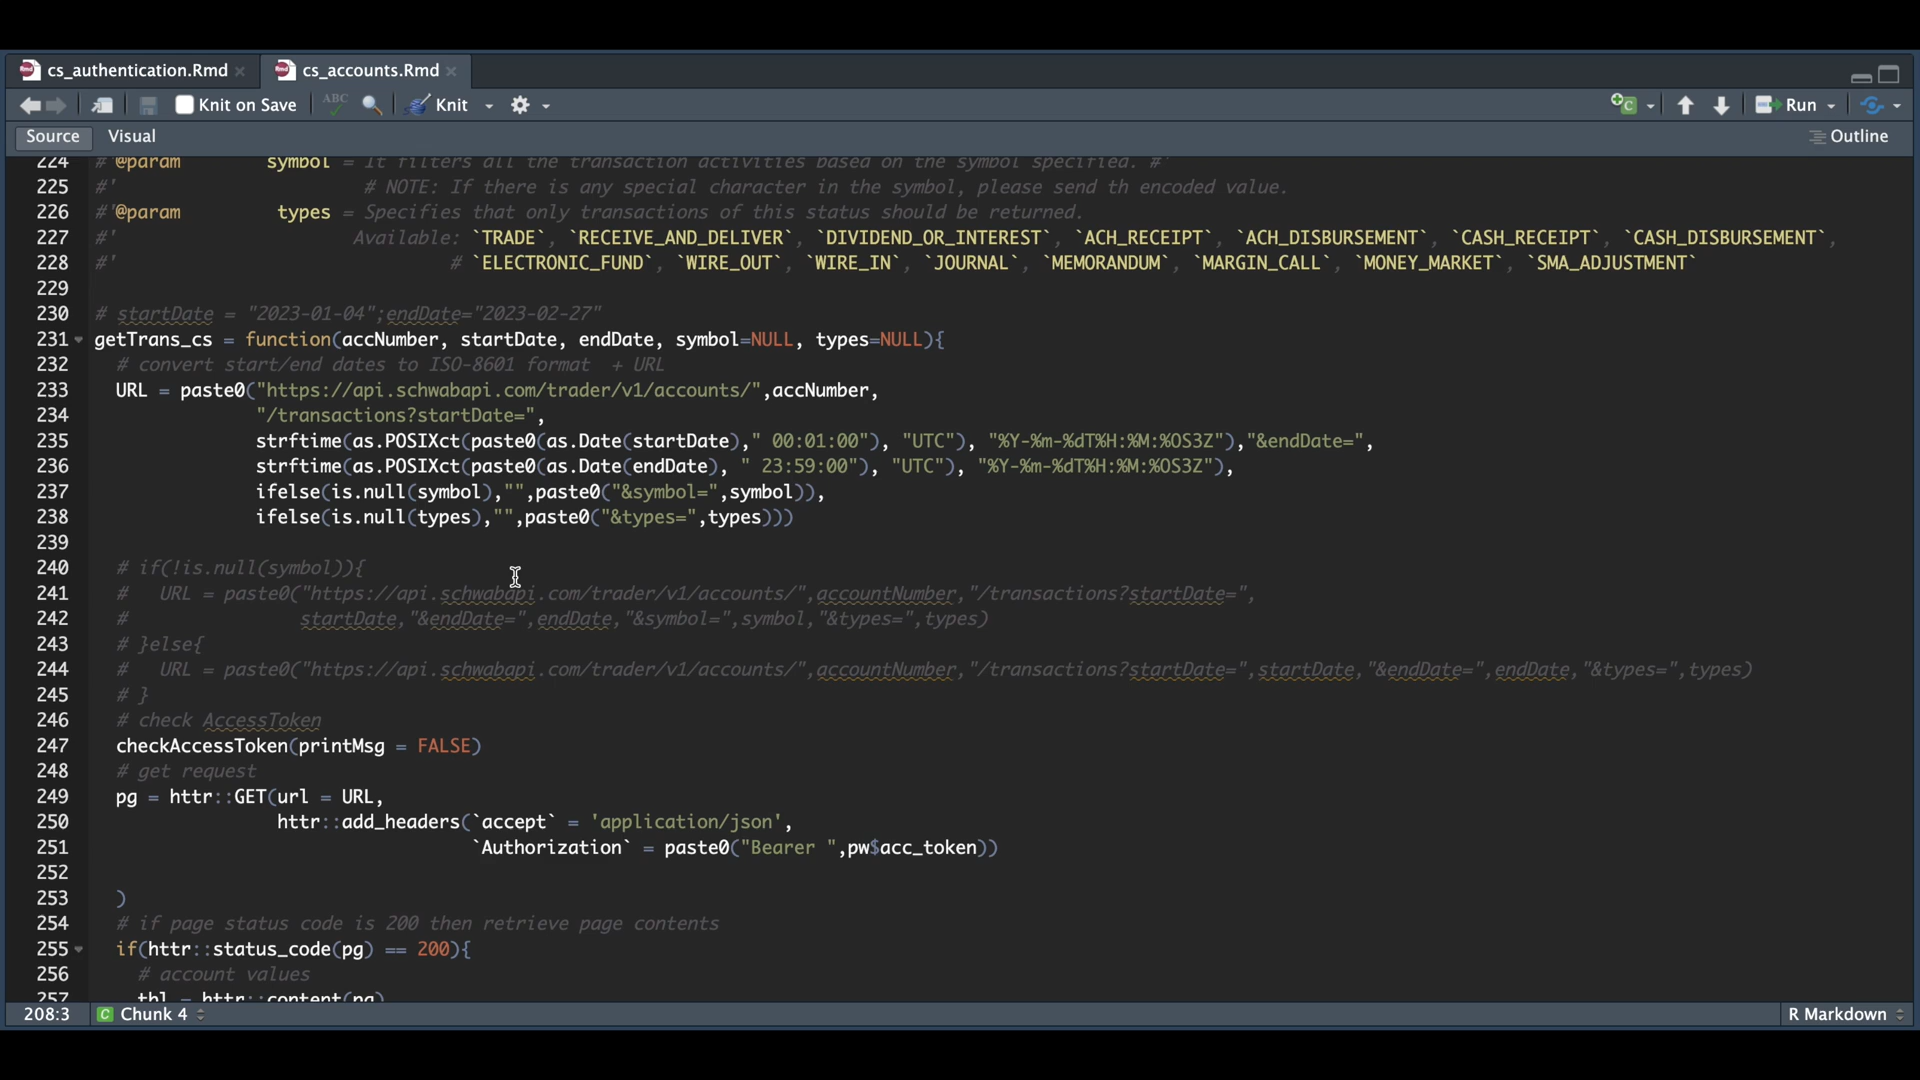 cs_authentication.Rmd × cs_accounts.Rmd ×
Knit on Save ABC Knit Run
Source Visual Outline
224 #'@param symbol = It filters all the transaction activities based on the symbol specified. #'
225 #' # NOTE: If there is any special character in the symbol, please send th encoded value.
226 #'@param types = Specifies that only transactions of this status should be returned.
227 #' Available: `TRADE`, `RECEIVE_AND_DELIVER`, `DIVIDEND_OR_INTEREST`, `ACH_RECEIPT`, `ACH_DISBURSEMENT`, `CASH_RECEIPT`, `CASH_DISBURSEMENT`,
228 #' # `ELECTRONIC_FUND`, `WIRE_OUT`, `WIRE_IN`, `JOURNAL`, `MEMORANDUM`, `MARGIN_CALL`, `MONEY_MARKET`, `SMA_ADJUSTMENT`
229
230 # startDate = "2023-01-04";endDate="2023-02-27"
231 getTrans_cs = function(accNumber, startDate, endDate, symbol=NULL, types=NULL){
232 # convert start/end dates to ISO-8601 format + URL
233 URL = paste0("https://api.schwabapi.com/trader/v1/accounts/",accNumber,
234 "/transactions?startDate=",
235 strftime(as.POSIXct(paste0(as.Date(startDate)," 00:01:00"), "UTC"), "%Y-%m-%dT%H:%M:%OS3Z"),"&endDate=",
236 strftime(as.POSIXct(paste0(as.Date(endDate), " 23:59:00"), "UTC"), "%Y-%m-%dT%H:%M:%OS3Z"),
237 ifelse(is.null(symbol),"",paste0("&symbol=",symbol)),
238 ifelse(is.null(types),"",paste0("&types=",types)))
239
240 # if(!is.null(symbol)){
241 # URL = paste0("https://api.schwabapi.com/trader/v1/accounts/",accountNumber,"/transactions?startDate=",
242 # startDate,"&endDate=",endDate,"&symbol=",symbol,"&types=",types)
243 # }else{
244 # URL = paste0("https://api.schwabapi.com/trader/v1/accounts/",accountNumber,"/transactions?startDate=",startDate,"&endDate=",endDate,"&types=",types)
245 # }
246 # check AccessToken
247 checkAccessToken(printMsg = FALSE)
248 # get request
249 pg = httr::GET(url = URL,
250 httr::add_headers(`accept` = 'application/json',
251 `Authorization` = paste0("Bearer ",pw$acc_token))
252
253 )
254 # if page status code is 200 then retrieve page contents
255 if(httr::status_code(pg) == 200){
256 # account values
257 tbl = httr::content(pg)
208:3 C Chunk 4 R Markdown